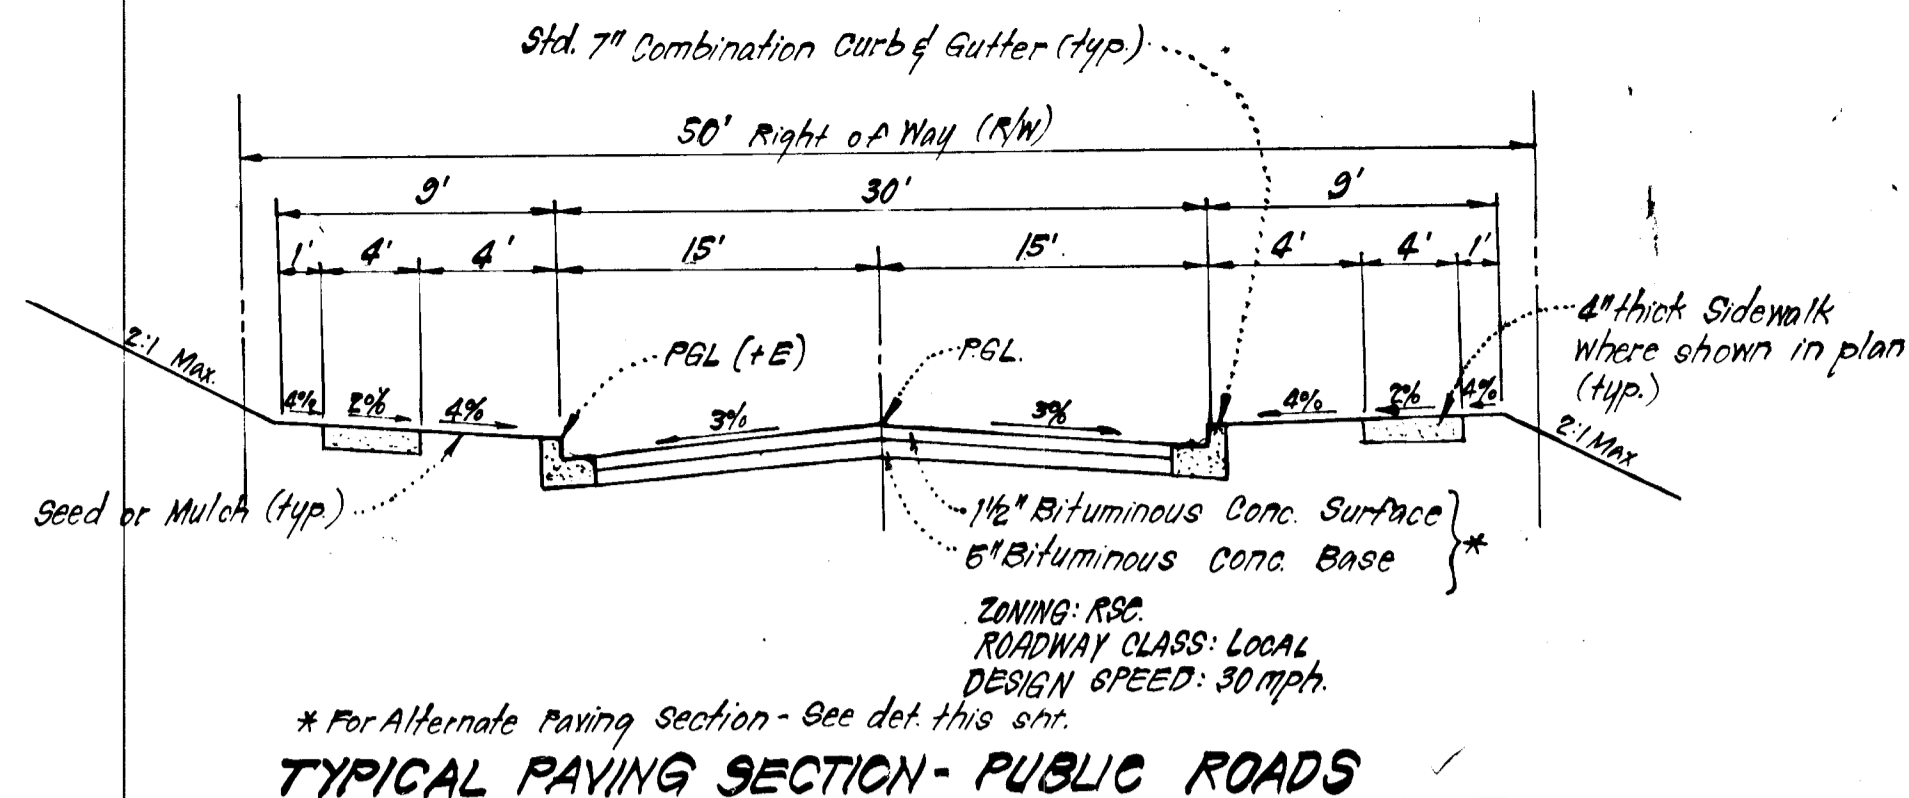 Std. 7" Combination Curb & Gutter (typ.)
50' Right of Way (R/W)
9' 30' 9'
1' 4' 4' 15' 15' 4' 4' 1'
4" thick Sidewalk
where shown in plan
(typ.)
2:1 Max.
PGL (+E)
PGL.
4% 2% 4% 3% 3% 4% 2% 4%
2:1 Max
Seed or Mulch (typ.)
1½" Bituminous Conc. Surface
5" Bituminous Conc. Base
*
ZONING: RSC.
ROADWAY CLASS: LOCAL
DESIGN SPEED: 30 mph.
* For Alternate Paving Section - See det. this sht.
TYPICAL PAVING SECTION - PUBLIC ROADS